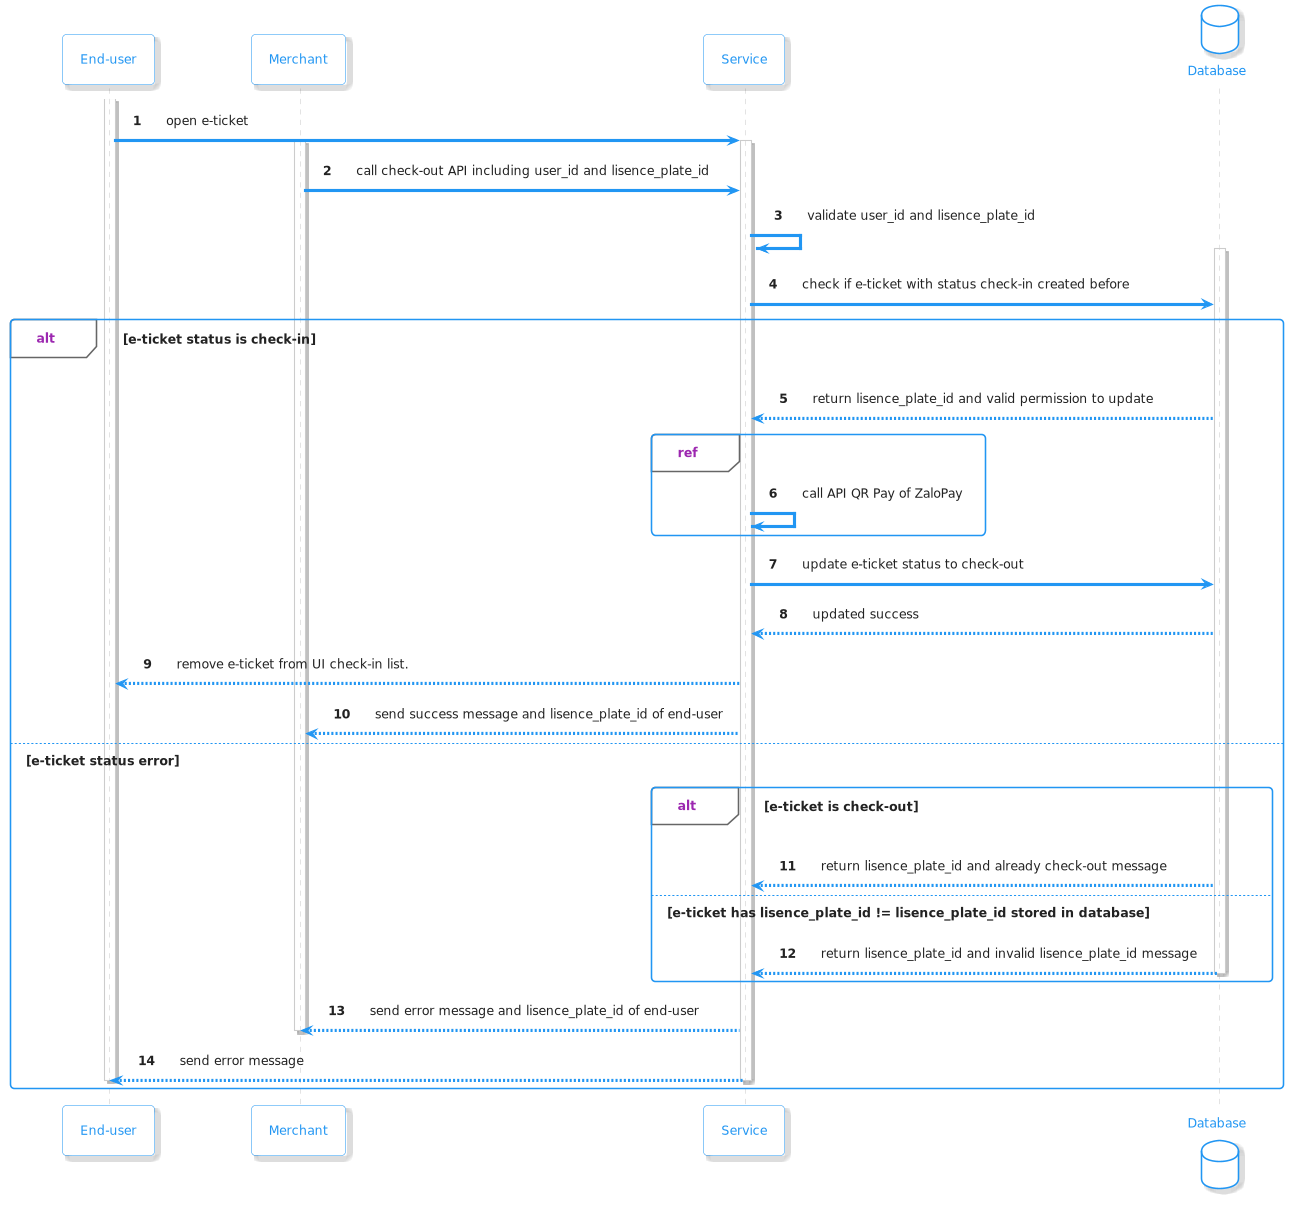 Database
End-user
Merchant
Service
1 open e-ticket
2 call check-out API including user_id and lisence_plate_id
3 validate user_id and lisence_plate_id
4 check if e-ticket with status check-in created before
alt [e-ticket status is check-in]
5 return lisence_plate_id and valid permission to update
ref
6 call API QR Pay of ZaloPay
7 update e-ticket status to check-out
8 updated success
9 remove e-ticket from UI check-in list.
10 send success message and lisence_plate_id of end-user
[e-ticket status error]
alt [e-ticket is check-out]
11 return lisence_plate_id and already check-out message
[e-ticket has lisence_plate_id != lisence_plate_id stored in database]
12 return lisence_plate_id and invalid lisence_plate_id message
13 send error message and lisence_plate_id of end-user
14 send error message
End-user
Merchant
Service
Database